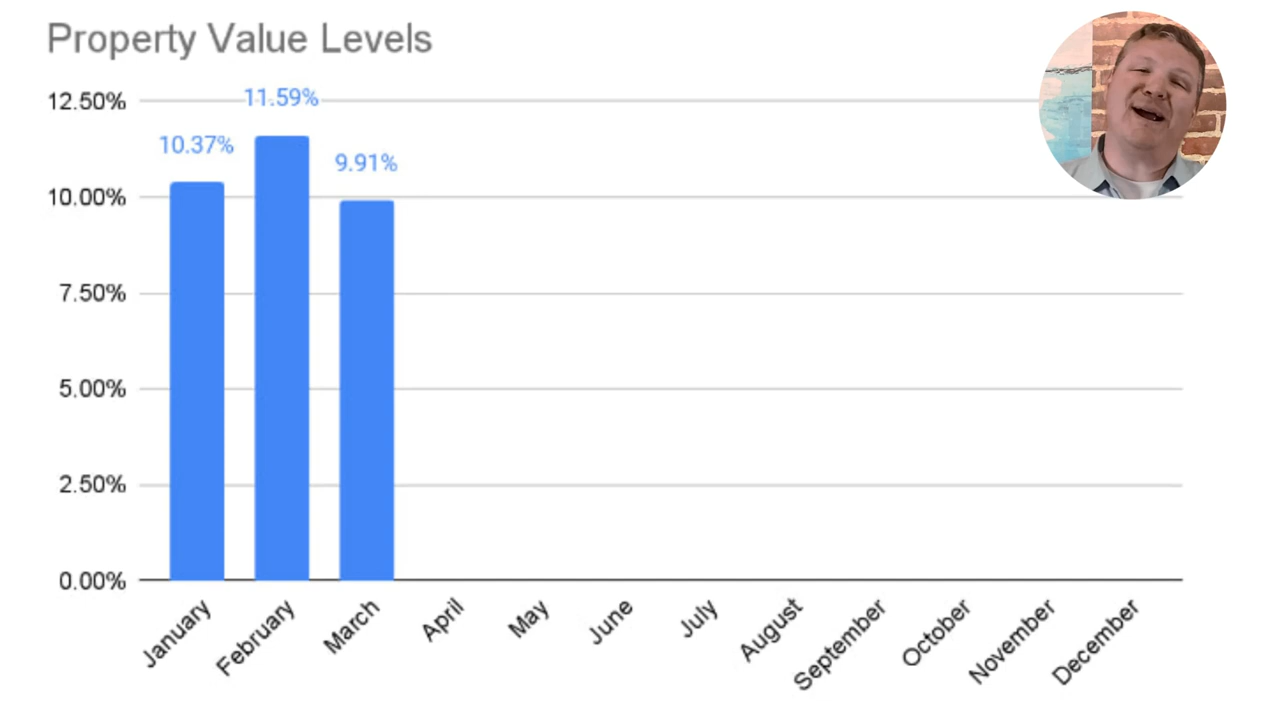 Property Value Levels
12.50%
11.59%
10.37%
9.91%
10.00%
7.50%
5.00%
2.50%
0.00%
January
February
March
April
May
June
July
August
September
October
November
December